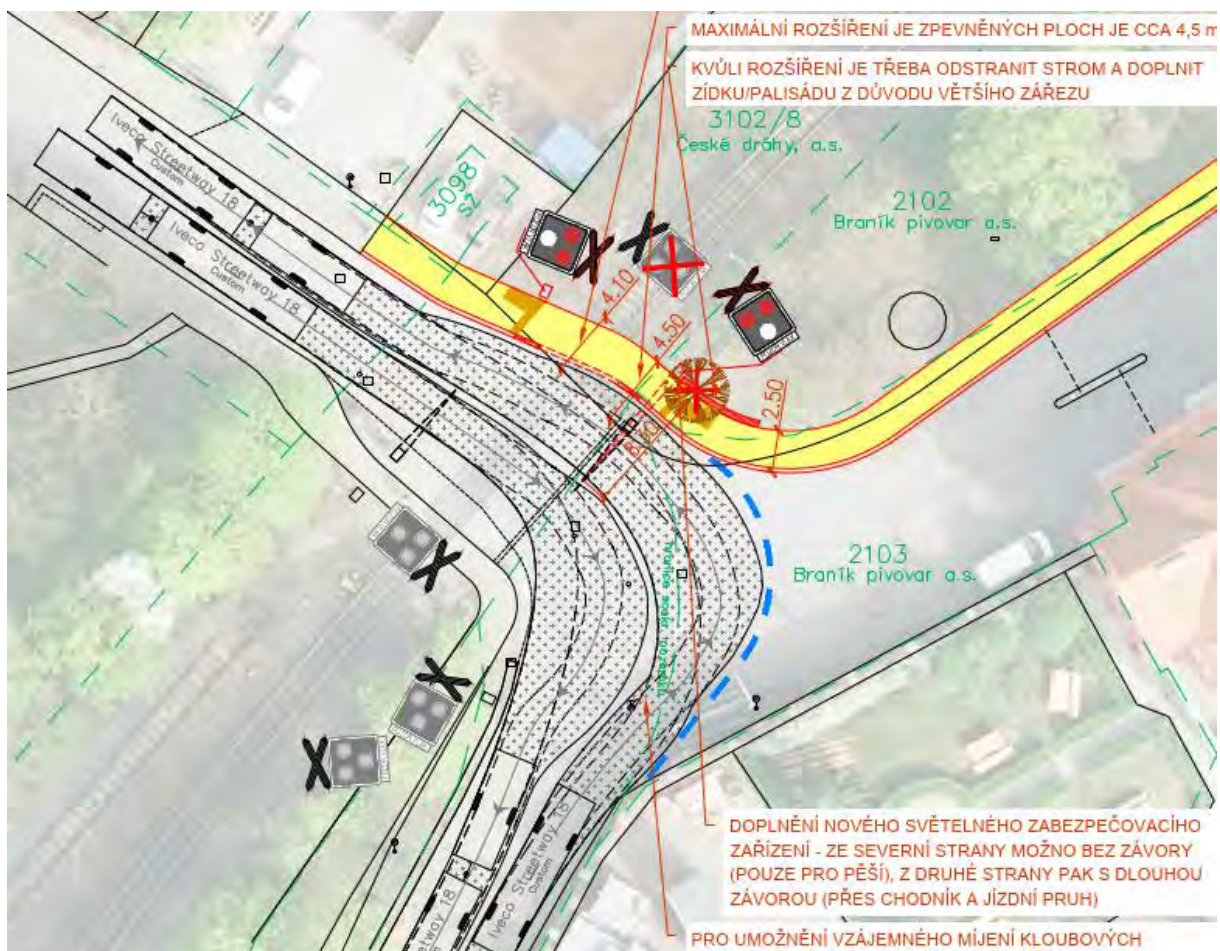 MAXIMÁLNÍ ROZŠÍŘENÍ JE ZPEVNĚNÝCH PLOCH JE CCA 4,5 m
KVŮLI ROZŠÍŘENÍ JE TŘEBA ODSTRANIT STROM A DOPLNIT
ZÍDKU/PALISÁDU Z DŮVODU VĚTŠÍHO ZÁŘEZU
3102/8
České dráhy, a.s.
3098
SŽ
2102
Braník pivovar a.s.
Iveco Streetway 18
Custom
Iveco Streetway 18
Custom
4.10
4.50
2.50
2103
Braník pivovar a.s.
Iveco Streetway 18
Custom
Iveco Streetway 18
Custom
DOPLNĚNÍ NOVÉHO SVĚTELNÉHO ZABEZPEČOVACÍHO
ZAŘÍZENÍ - ZE SEVERNÍ STRANY MOŽNO BEZ ZÁVORY
(POUZE PRO PĚŠÍ), Z DRUHÉ STRANY PAK S DLOUHOU
ZÁVOROU (PŘES CHODNÍK A JÍZDNÍ PRUH)
PRO UMOŽNĚNÍ VZÁJEMNÉHO MÍJENÍ KLOUBOVÝCH